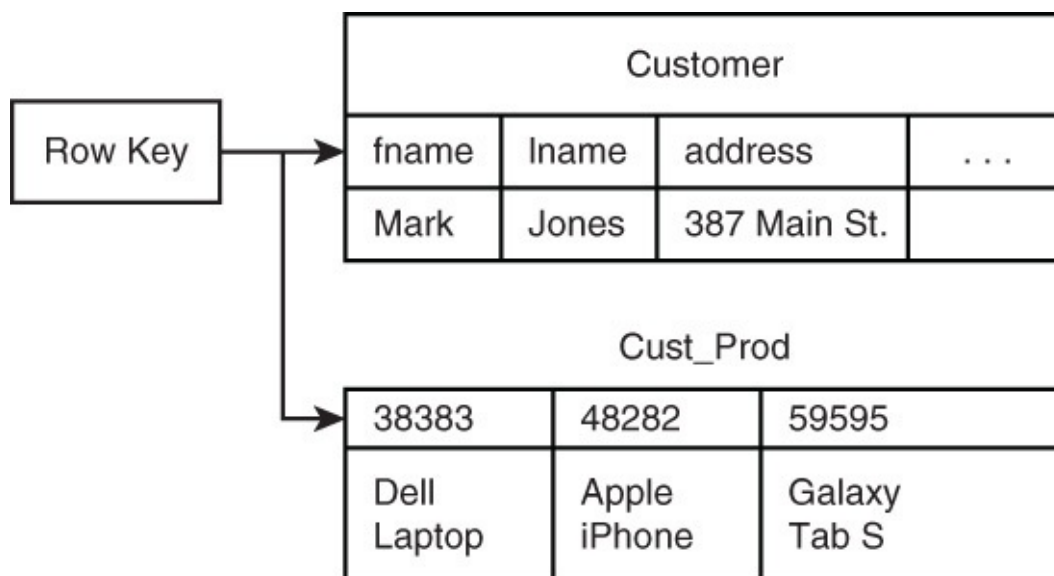 Customer
Row Key
fname lname address . . .
Mark Jones 387 Main St.
Cust_Prod
38383 48282 59595
Dell Apple Galaxy
Laptop iPhone Tab S